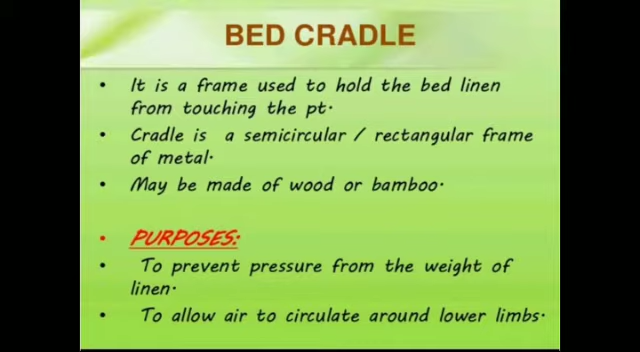 BED CRADLE
• It is a frame used to hold the bed linen
from touching the pt.
• Cradle is a semicircular / rectangular frame
of metal.
• May be made of wood or bamboo.
• PURPOSES:
• To prevent pressure from the weight of
linen.
• To allow air to circulate around lower limbs.